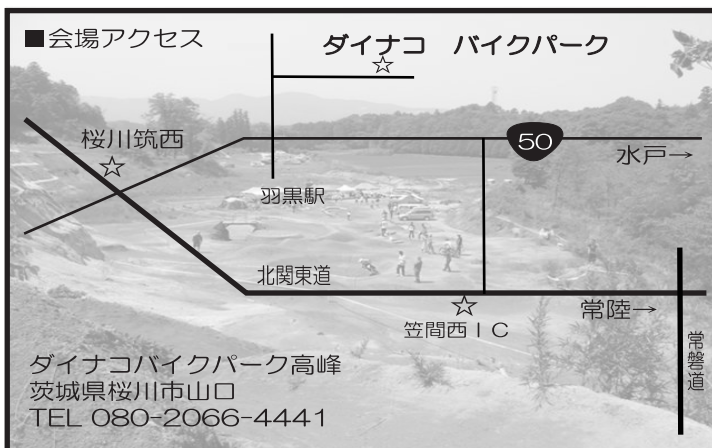 ■会場アクセス
ダイナコ　バイクパーク
☆
桜川筑西
☆
50
水戸→
羽黒駅
北関東道
☆
常陸→
笠間西ＩＣ
常磐道
ダイナコバイクパーク高峰
茨城県桜川市山口
TEL 080-2066-4441